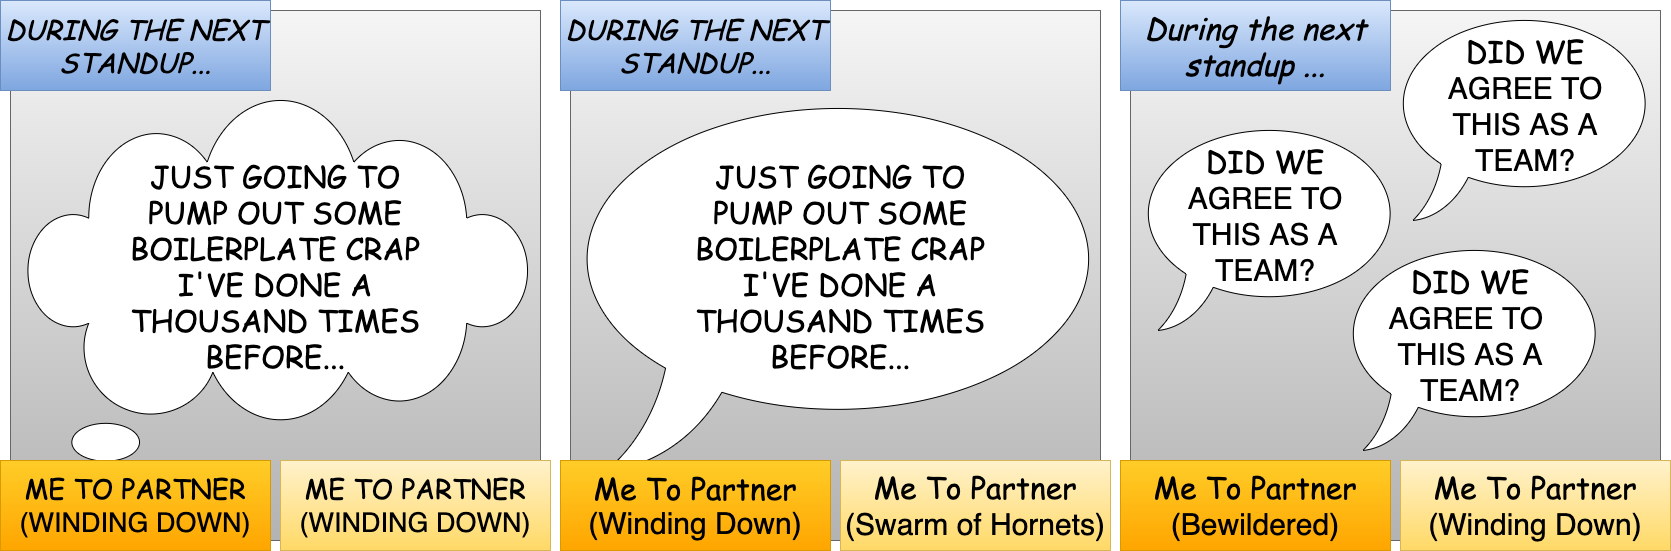 DURING THE NEXT
STANDUP...
JUST GOING TO
PUMP OUT SOME
BOILERPLATE CRAP
I'VE DONE A
THOUSAND TIMES
BEFORE...
ME TO PARTNER
(WINDING DOWN)
ME TO PARTNER
(WINDING DOWN)
DURING THE NEXT
STANDUP...
JUST GOING TO
PUMP OUT SOME
BOILERPLATE CRAP
I'VE DONE A
THOUSAND TIMES
BEFORE...
Me To Partner
(Winding Down)
Me To Partner
(Swarm of Hornets)
During the next
standup ...
DID WE
AGREE TO
THIS AS A
TEAM?
DID WE
AGREE TO
THIS AS A
TEAM?
DID WE
AGREE TO
THIS AS A
TEAM?
Me To Partner
(Bewildered)
Me To Partner
(Winding Down)